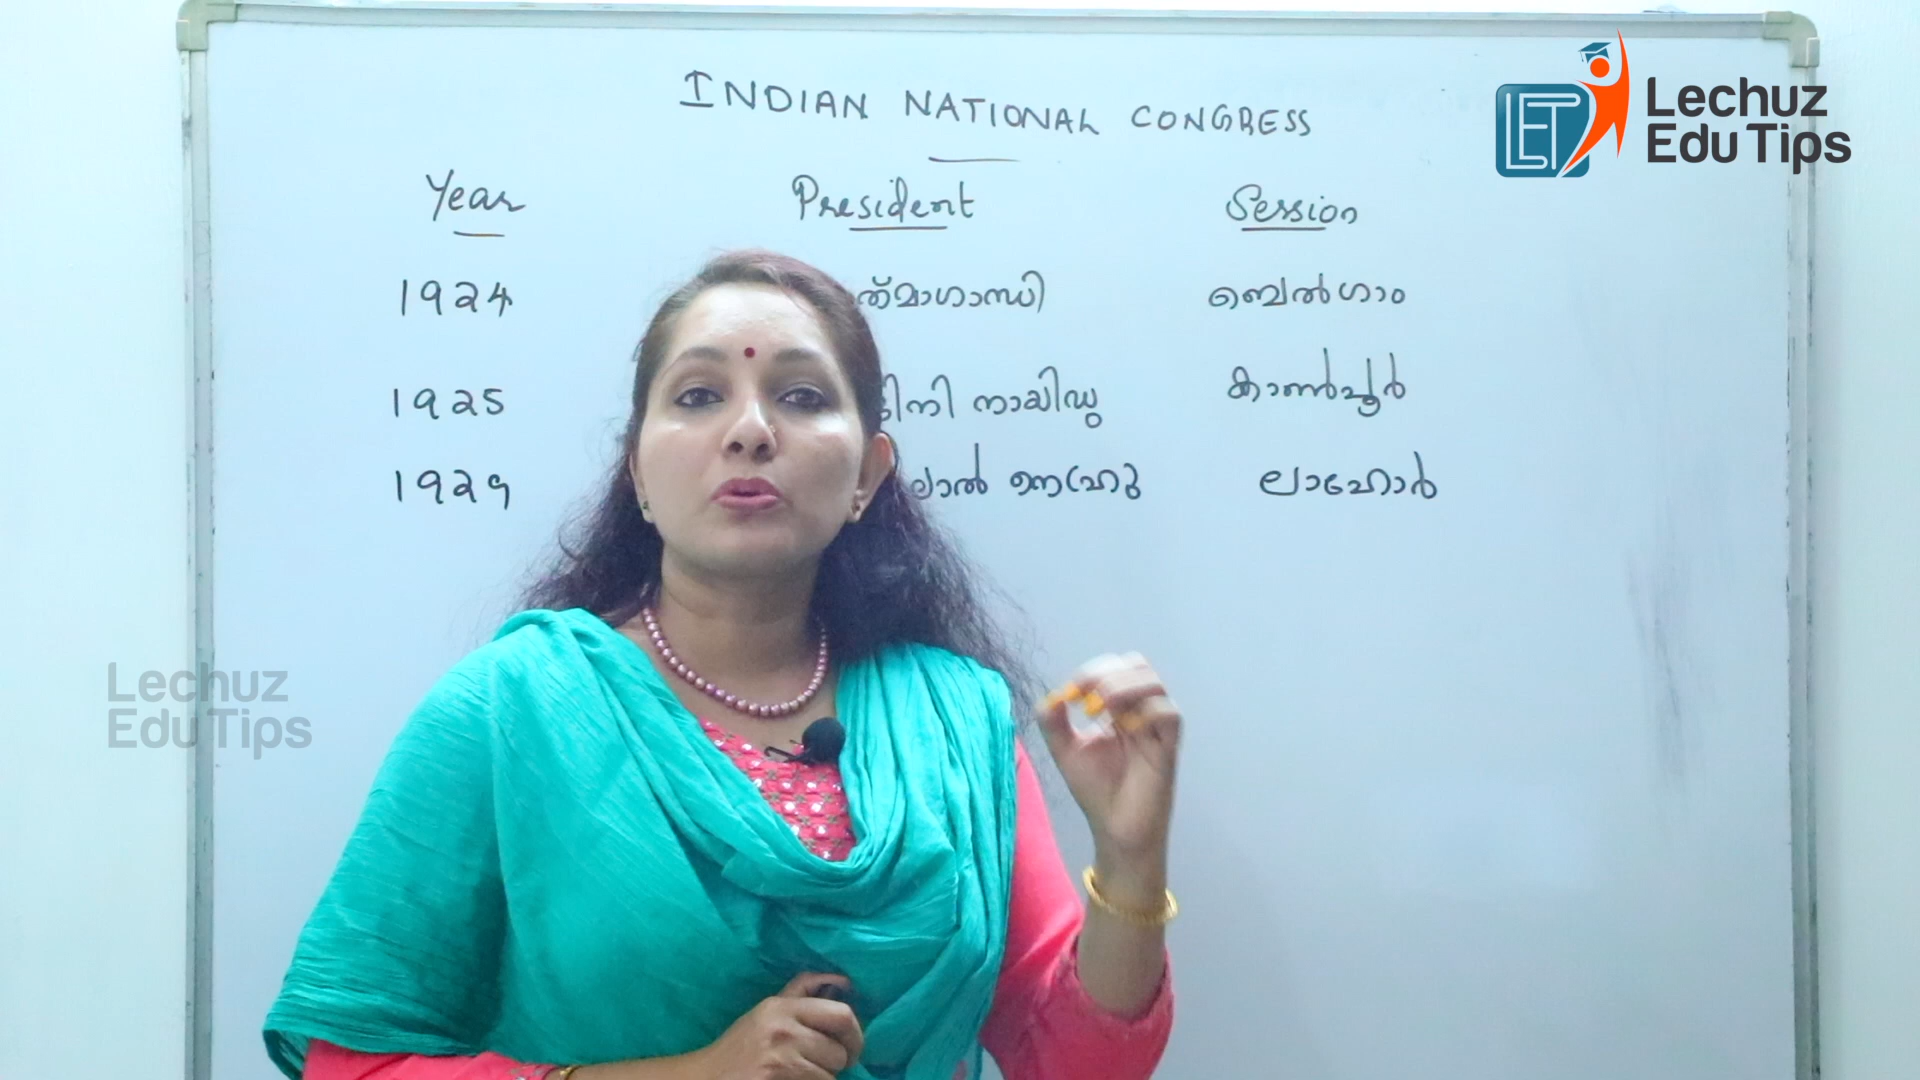 INDIAN NATIONAL CONGRESS
Lechuz
Edu Tips
Year President Session
1924 ത്മാഗാന്ധി ബെൽഗാം
1925 ജിനി നായിഡു കാൺപൂർ
1929 ലാൽ നെഹ്റു ലാഹോർ
Lechuz
Edu Tips